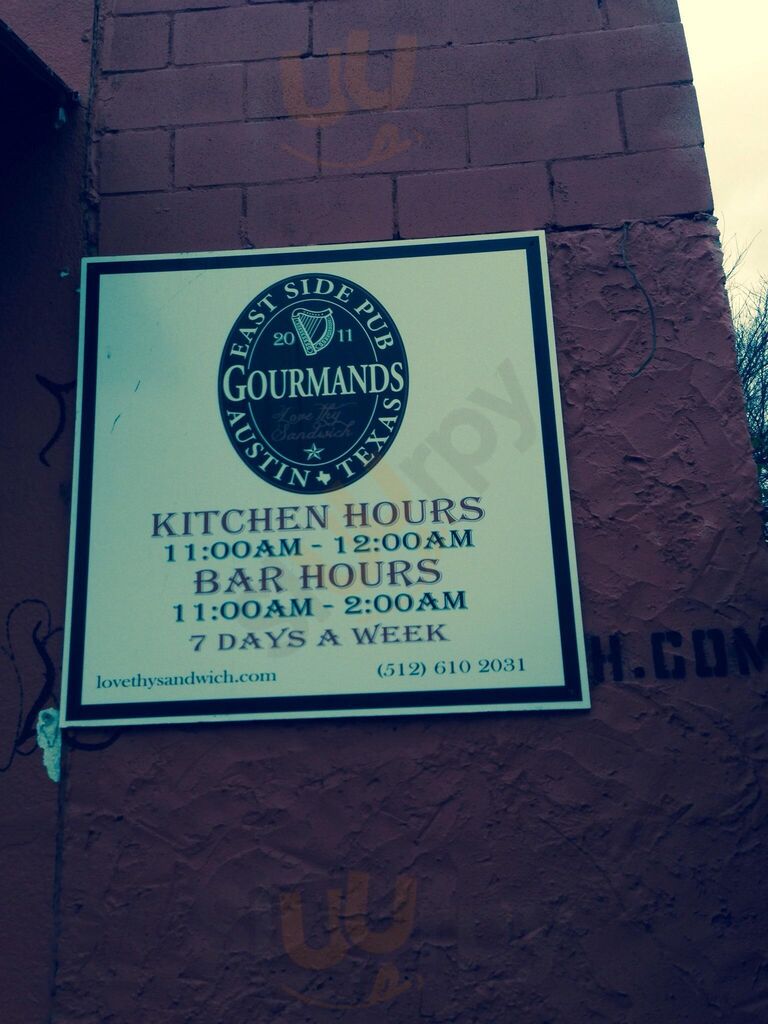 EAST SIDE PUB
20 11
GOURMANDS
Love Thy
Sandwich
AUSTIN TEXAS
KITCHEN HOURS
11:00AM - 12:00AM
BAR HOURS
11:00AM - 2:00AM
7 DAYS A WEEK
lovethysandwich.com (512) 610 2031
H.COM